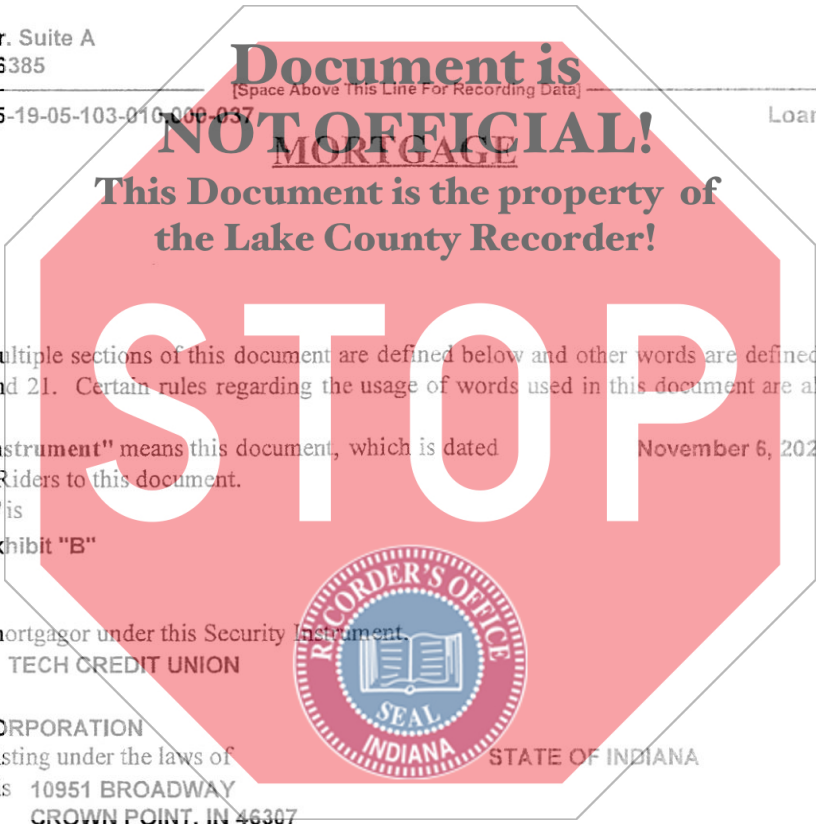 r. Suite A
6385
Document is
[Space Above This Line For Recording Data]
5-19-05-103-010-009-037
Loan
NOT OFFICIAL!
MORTGAGE
This Document is the property of
the Lake County Recorder!
STOP
ultiple sections of this document are defined below and other words are defined
nd 21. Certain rules regarding the usage of words used in this document are al
nstrument" means this document, which is dated November 6, 202
Riders to this document.
" is
xhibit "B"
mortgagor under this Security Instrument.
TECH CREDIT UNION
RECORDER'S OFFICE
SEAL
INDIANA
ORPORATION
sting under the laws of STATE OF INDIANA
s 10951 BROADWAY
CROWN POINT, IN 46307